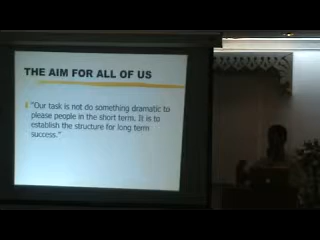 THE AIM FOR ALL OF US
"Our task is not do something dramatic to
please people in the short term. It is to
establish the structure for long term
success."